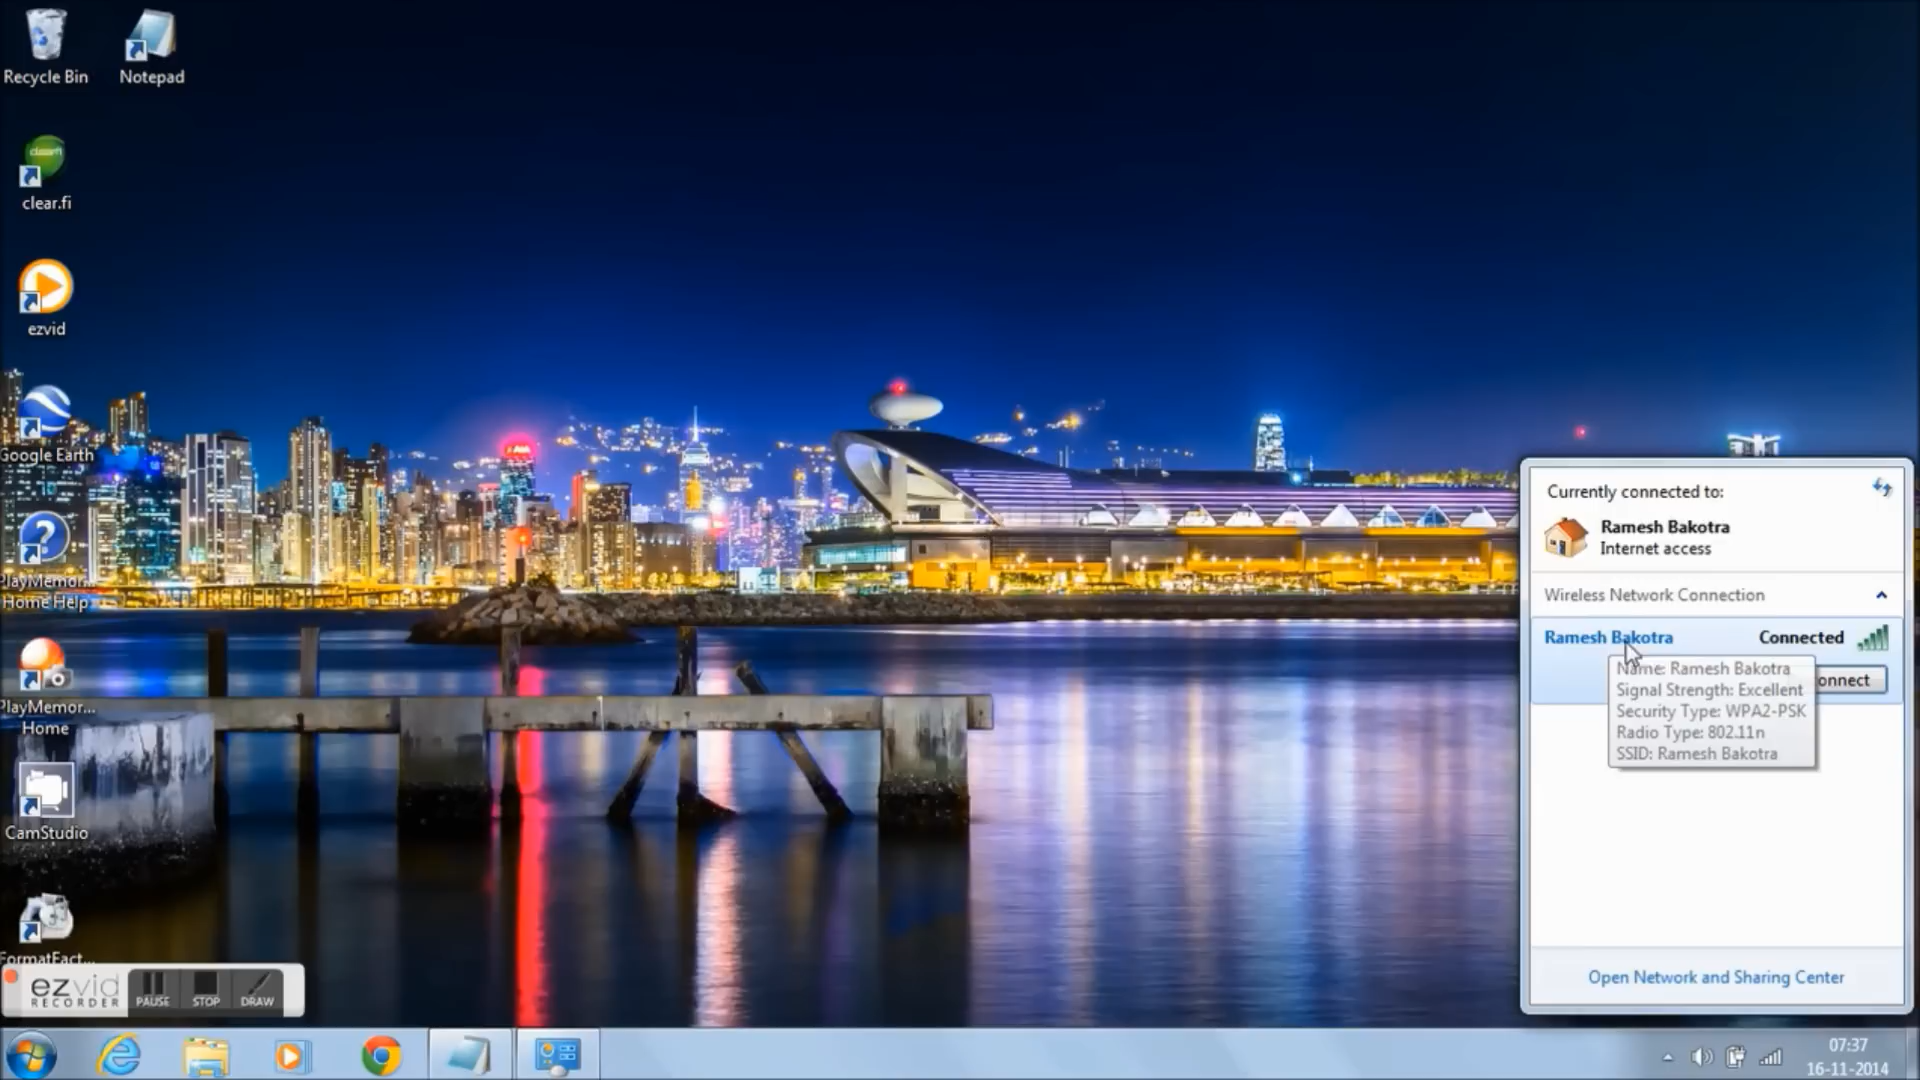 Recycle Bin
Notepad
clear.fi
ezvid
Google Earth
PlayMemor...
Home Help
PlayMemor...
Home
CamStudio
FormatFact...
ezvid
RECORDER
PAUSE
STOP
DRAW
Currently connected to:
Ramesh Bakotra
Internet access
Wireless Network Connection
Ramesh Bakotra
Connected
onnect
Name: Ramesh Bakotra
Signal Strength: Excellent
Security Type: WPA2-PSK
Radio Type: 802.11n
SSID: Ramesh Bakotra
Open Network and Sharing Center
07:37
16-11-2014